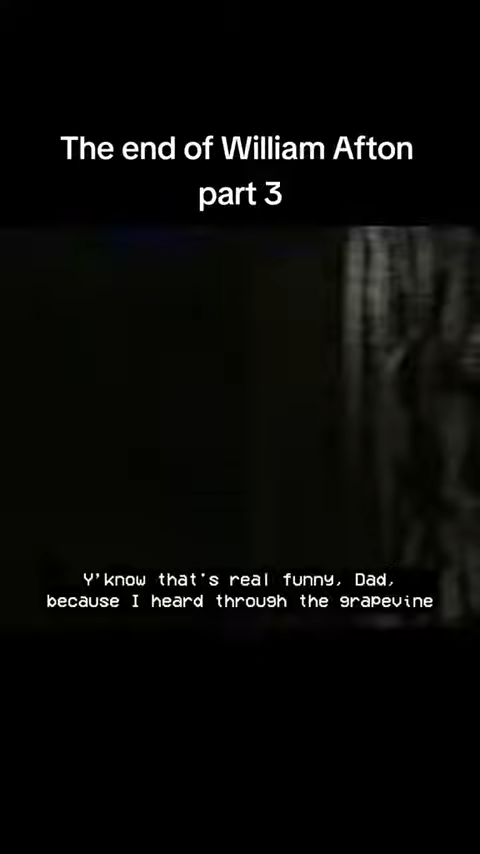 The end of William Afton
part 3
Y'know that's real funny, Dad,
because I heard through the grapevine